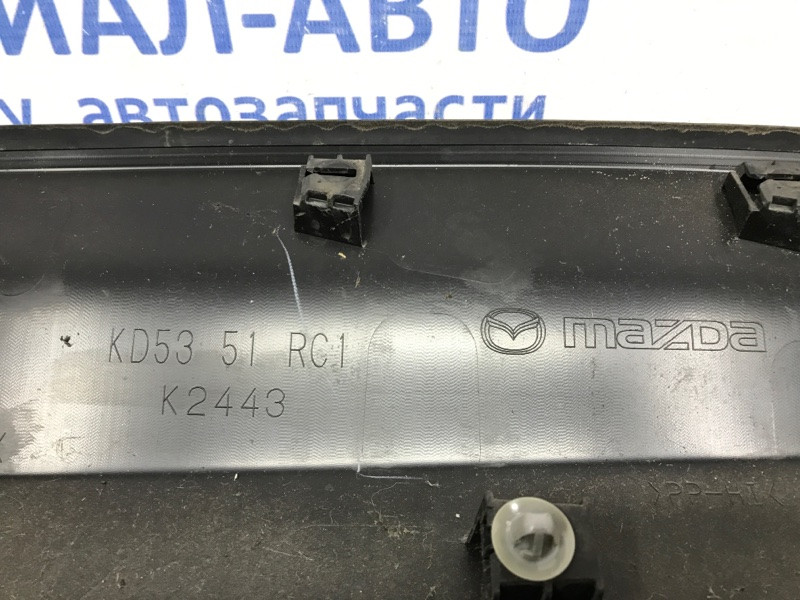 МАЛ-АВТО
автозапчасти
KD53 51 RC1
mazda
K2443